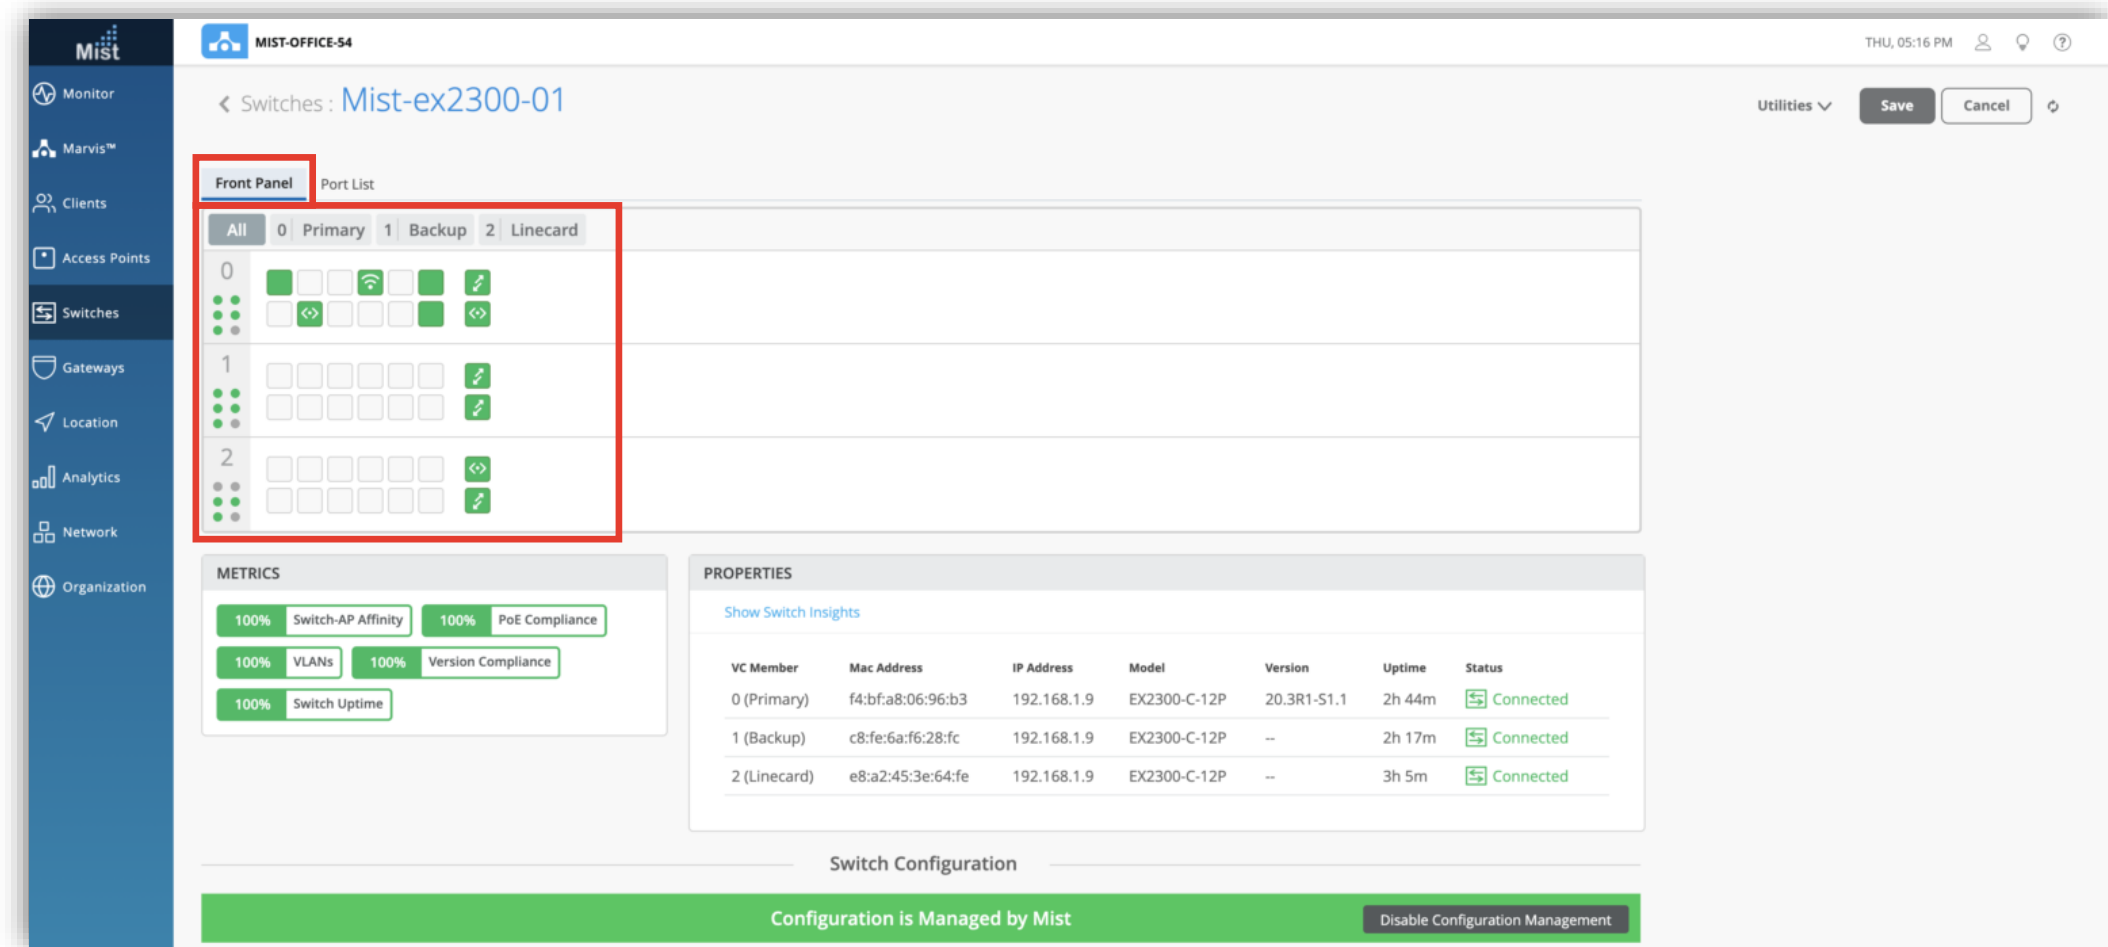 Mist
MIST-OFFICE-54
THU, 05:16 PM
Monitor
Marvis™
Clients
Access Points
Switches
Gateways
Location
Analytics
Network
Organization
Switches : Mist-ex2300-01
Utilities Save Cancel
Front Panel Port List
All 0 Primary 1 Backup 2 Linecard
0
1
2
METRICS
100% Switch-AP Affinity 100% PoE Compliance
100% VLANs 100% Version Compliance
100% Switch Uptime
PROPERTIES
Show Switch Insights
VC Member Mac Address IP Address Model Version Uptime Status
0 (Primary) f4:bf:a8:06:96:b3 192.168.1.9 EX2300-C-12P 20.3R1-S1.1 2h 44m Connected
1 (Backup) c8:fe:6a:f6:28:fc 192.168.1.9 EX2300-C-12P -- 2h 17m Connected
2 (Linecard) e8:a2:45:3e:64:fe 192.168.1.9 EX2300-C-12P -- 3h 5m Connected
Switch Configuration
Configuration is Managed by Mist
Disable Configuration Management